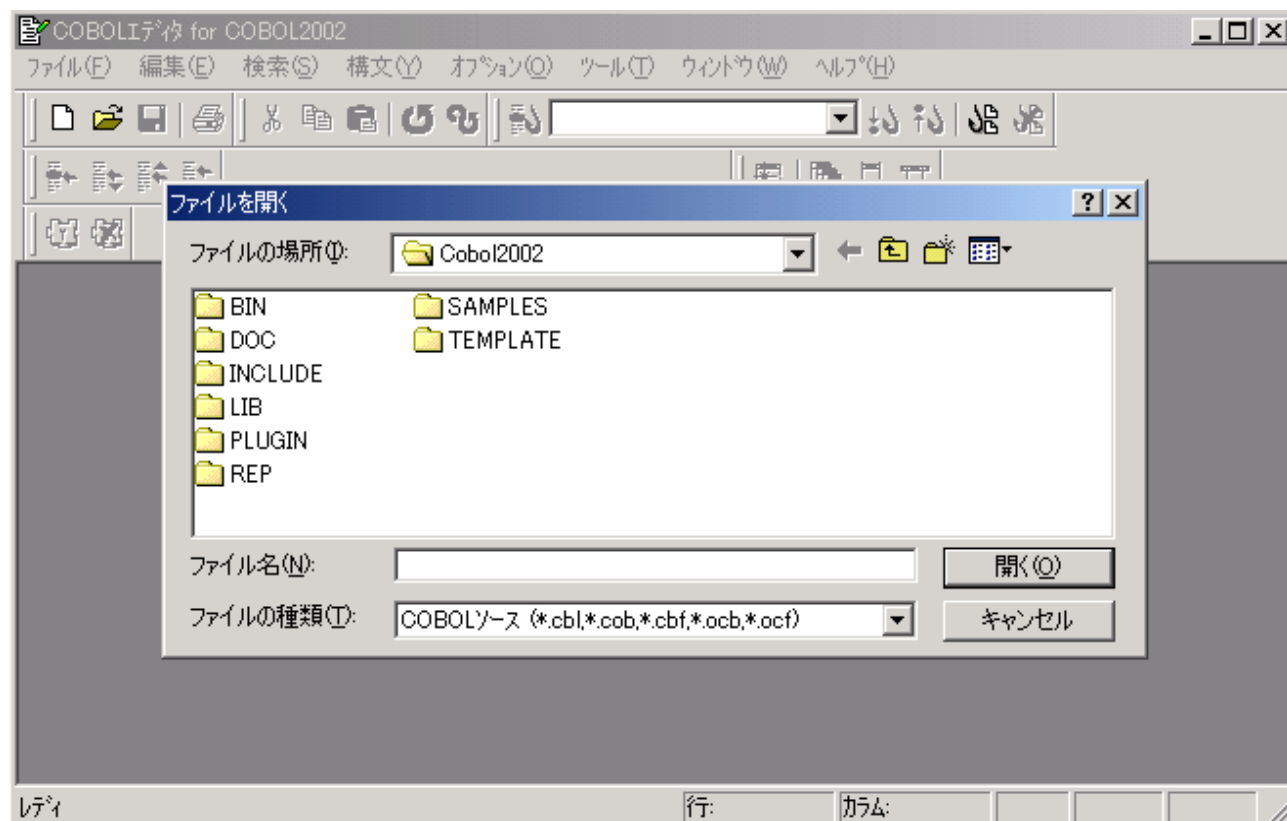 COBOLｴﾃﾞｨﾀ for COBOL2002
ファイル(F) 編集(E) 検索(S) 構文(Y) ｵﾌﾟｼｮﾝ(O) ツール(T) ｳｨﾝﾄﾞｳ(W) ﾍﾙﾌﾟ(H)
ファイルを開く
ファイルの場所(I):
Cobol2002
BIN
DOC
INCLUDE
LIB
PLUGIN
REP
SAMPLES
TEMPLATE
ファイル名(N):
開く(O)
ファイルの種類(T):
COBOLソース (*.cbl,*.cob,*.cbf,*.ocb,*.ocf)
キャンセル
ﾚﾃﾞｨ
行:
ｶﾗﾑ: